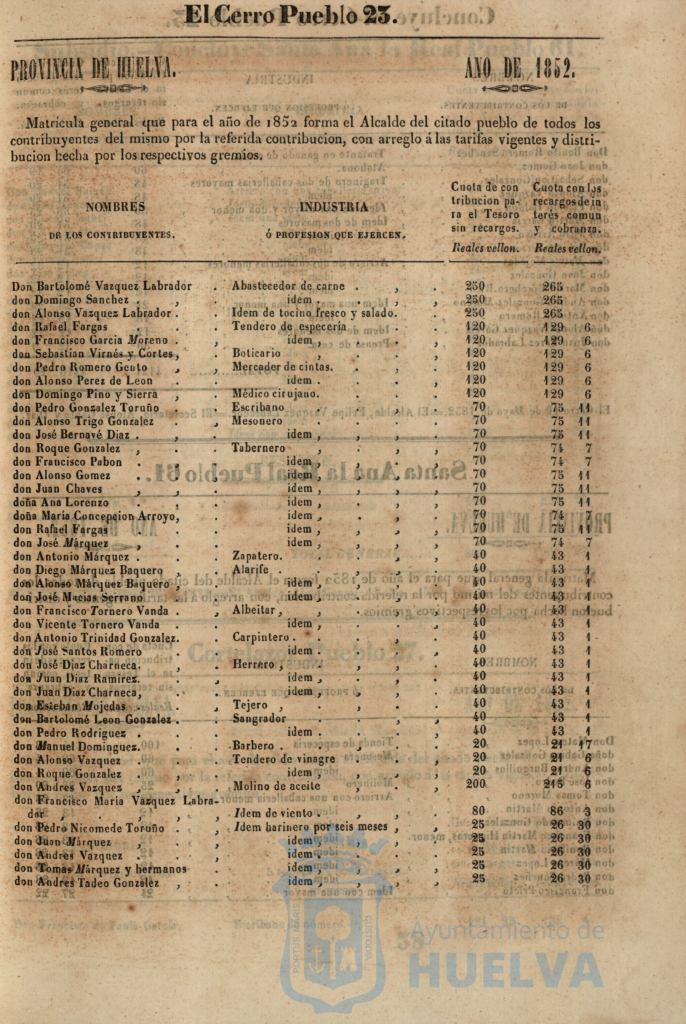 El Cerro Pueblo 23.
PROVINCIA DE HUELVA. AÑO DE 1852.
Matrícula general que para el año de 1852 forma el Alcalde del citado pueblo de todos los
contribuyentes del mismo por la referida contribucion, con arreglo á las tarifas vigentes y distri-
bucion hecha por los respectivos gremios.
NOMBRES
DE LOS CONTRIBUYENTES.
INDUSTRIA
Ó PROFESION QUE EJERCEN.
Cuota de con
tribucion pa-
ra el Tesoro
sin recargos.
Reales vellon.
Cuota con los
recargos de in
terés comun
y cobranza.
Reales vellon.
Don Bartolomé Vazquez Labrador . Abastecedor de carne . , . 250 265
don Domingo Sanchez . , . idem . . , . 250 265
don Alonso Vazquez Labrador . . Idem de tocino fresco y salado. . 250 265
don Rafael Fargas . . . Tendero de especería . . . 120 129 6
don Francisco Garcia Moreno . . idem , . . , 120 129 6
don Sebastian Virnés y Cortes, . Boticario , . . , 120 129 6
don Pedro Romero Gento , , Mercader de cintas. . . , 120 129 6
don Alonso Perez de Leon . . idem . . . , 120 129 6
don Domingo Pino y Sierra , . Médico cirujano. . . , 120 129 6
don Pedro Gonzalez Toruño . . Escribano , . . . 70 75 11
don Alonso Trigo Gonzalez , . Mesonero , . . . 70 75 11
don José Bernavé Diaz . , . idem , , , . 70 75 11
don Roque Gonzalez , , . Tabernero , . . , 70 74 7
don Francisco Pabon . . . idem , , , . 70 74 7
don Alonso Gomez . . . idem , , , . 70 75 11
don Juan Chaves , , . idem , , , . 70 75 11
doña Ana Lorenzo . . . idem , , , . 70 75 11
doña María Concepcion Arroyo, . idem , , , . 70 74 7
don Rafael Fargas . . . idem , , , . 70 75 11
don José Márquez , . . idem , , , . 70 74 7
don Antonio Márquez . . . Zapatero. . . . . 40 43 1
don Diego Márquez Baquero , . Alarife . . . . , 40 43 1
don Alonso Márquez Baquero , . idem , . . , 40 43 1
don José Macias Serrano . , idem , . . , 40 43 1
don Francisco Tornero Vanda . , Albeitar , . . . , 40 43 1
don Vicente Tornero Vanda . , idem , . . , 40 43 1
don Antonio Trinidad Gonzalez. . Carpintero . . . . , 40 43 1
don José Santos Romero . . idem . . . , 40 43 1
don José Diaz Charneca. . . Herrero , , . , . 40 43 1
don Juan Diaz Ramirez. . , idem , , , . 40 43 1
don Juan Diaz Charneca, . . idem , , , . 40 43 1
don Esteban Mojedas . . , Tejero , , , , . 40 43 1
don Bartolomé Leon Gonzalez . . Sangrador . . , , 40 43 1
don Pedro Rodriguez . . . idem . . , . 40 43 1
don Manuel Dominguez. . . Barbero . . , . . 20 21 17
don Alonso Vazquez . . . Tendero de vinagre , . . 20 21 6
don Roque Gonzalez . . . idem , , , . 20 21 6
don Andres Vazquez , . . Molino de aceite , , . 200 215 6
don Francisco Maria Vazquez Labra-
dor , . , . Idem de viento . . , . 80 86 3
don Pedro Nicomede Toruño . . Idem harinero por seis meses , . 25 26 30
don Juan Márquez , . . idem , . . . 25 26 30
don Andres Vazquez . . . idem , . , . 25 26 30
don Tomas Márquez y hermanos . idem , , , . 25 26 30
don Andres Tadeo Gonzalez , . idem , , , . 25 26 30
Ayuntamiento de
HUELVA